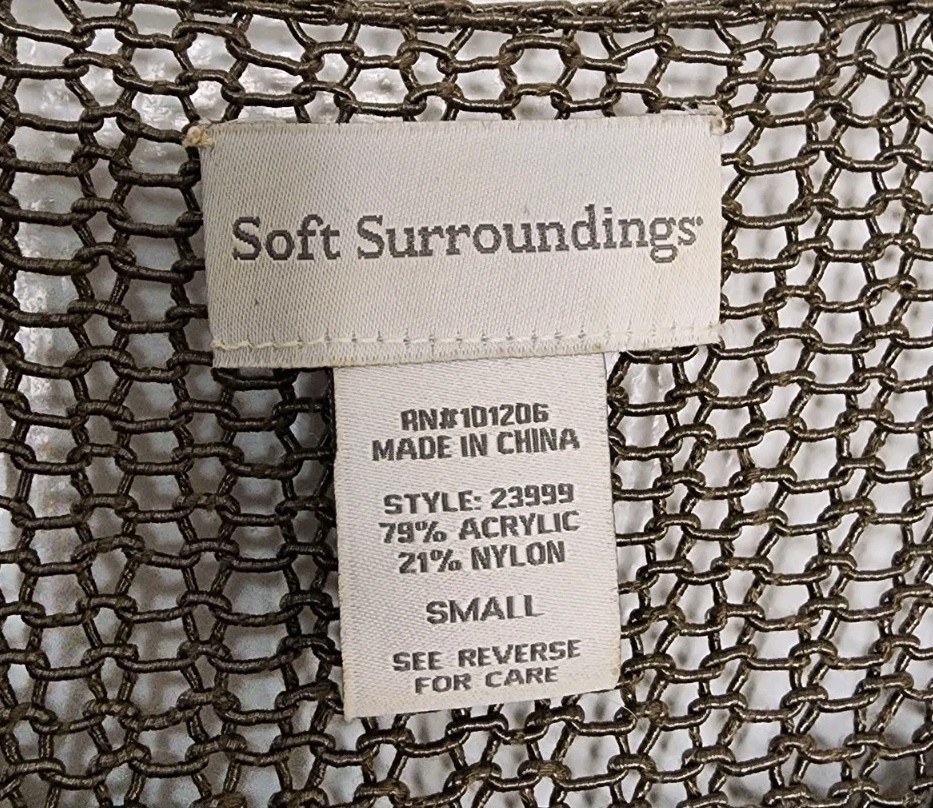 Soft Surroundings
RN#101206
MADE IN CHINA
STYLE: 23999
79% ACRYLIC
21% NYLON
SMALL
SEE REVERSE
FOR CARE